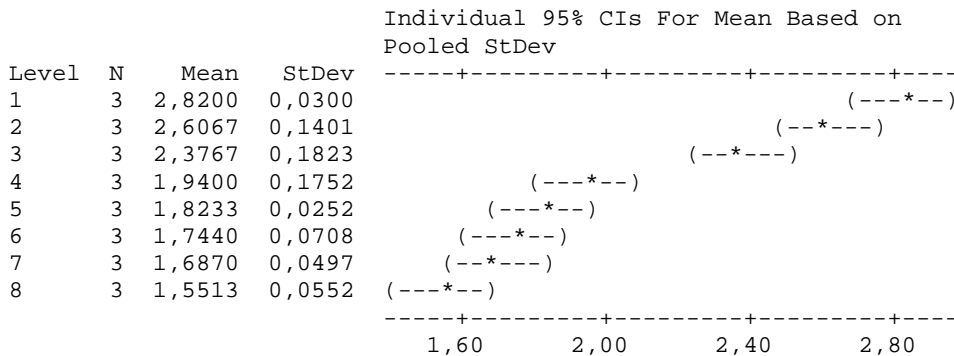 Individual 95% CIs For Mean Based on
                          Pooled StDev
Level  N    Mean   StDev  -----+---------+---------+---------+----
1      3  2,8200  0,0300                                  (---*--)
2      3  2,6067  0,1401                             (--*---)
3      3  2,3767  0,1823                       (--*---)
4      3  1,9400  0,1752            (---*--)
5      3  1,8233  0,0252         (---*--)
6      3  1,7440  0,0708       (---*--)
7      3  1,6870  0,0497      (--*---)
8      3  1,5513  0,0552  (---*--)
                          -----+---------+---------+---------+----
                             1,60      2,00      2,40      2,80